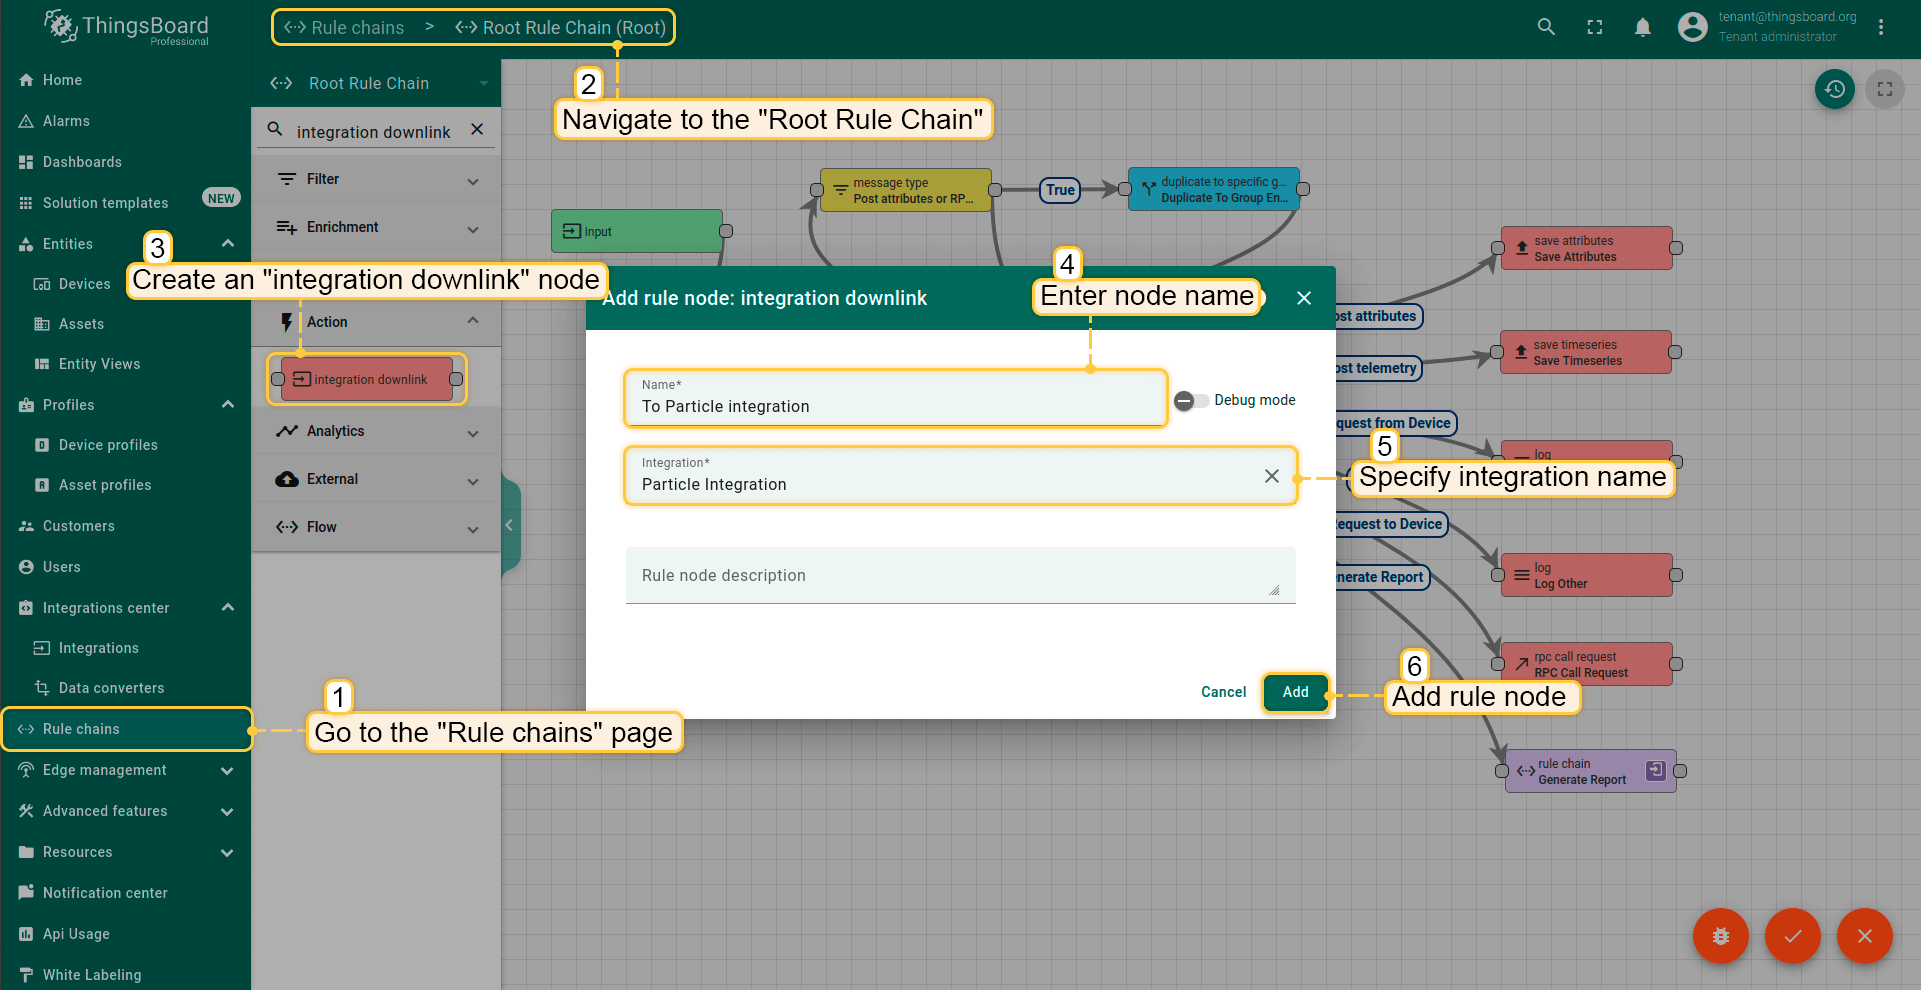 ThingsBoard
Professional
Rule chains > Root Rule Chain (Root)
tenant@thingsboard.org
Tenant administrator
Home
Alarms
Dashboards
Solution templates
NEW
Entities
Devices
Assets
Entity Views
Profiles
Device profiles
Asset profiles
Customers
Users
Integrations center
Integrations
Data converters
Rule chains
Edge management
Advanced features
Resources
Notification center
Api Usage
White Labeling
Root Rule Chain
integration downlink
Filter
Enrichment
Action
integration downlink
Analytics
External
Flow
1
Go to the "Rule chains" page
2
Navigate to the "Root Rule Chain"
3
Create an "integration downlink" node
Input
message type
Post attributes or RP...
True
duplicate to specific g...
Duplicate To Group En...
save attributes
Save Attributes
ost attributes
save timeseries
Save Timeseries
ost telemetry
quest from Device
log
equest to Device
log
Log Other
nerate Report
rpc call request
RPC Call Request
rule chain
Generate Report
Add rule node: integration downlink
4
Enter node name
Name*
To Particle integration
Debug mode
Integration*
Particle Integration
5
Specify integration name
Rule node description
Cancel
Add
6
Add rule node